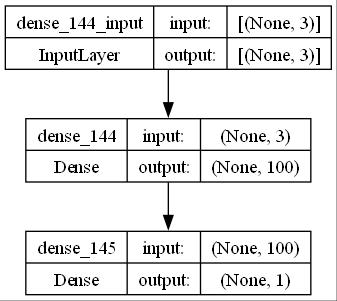 dense_144_input input: [(None, 3)]
InputLayer output: [(None, 3)]
dense_144 input: (None, 3)
Dense output: (None, 100)
dense_145 input: (None, 100)
Dense output: (None, 1)